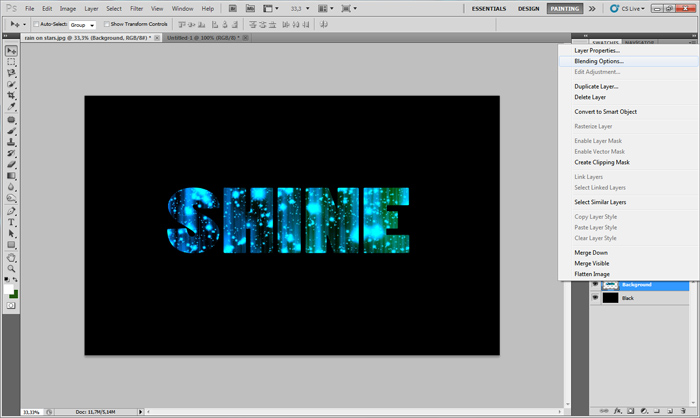 Ps File Edit Image Layer Select Filter Analysis View Window Help 33,3 ESSENTIALS DESIGN PAINTING CS Live
Auto-Select: Group Show Transform Controls
rain on stars.jpg @ 33,3% (Background, RGB/8#) * Untitled-1 @ 100% (RGB/8) *
SWATCHES NAVIGATOR
Layer Properties...
Blending Options...
Edit Adjustment...
Duplicate Layer...
Delete Layer
Convert to Smart Object
Rasterize Layer
Enable Layer Mask
Enable Vector Mask
Create Clipping Mask
Link Layers
Select Linked Layers
Select Similar Layers
Copy Layer Style
Paste Layer Style
Clear Layer Style
Merge Down
Merge Visible
Flatten Image
SHINE
Background
Black
33,33% Doc: 11,7M/5,14M